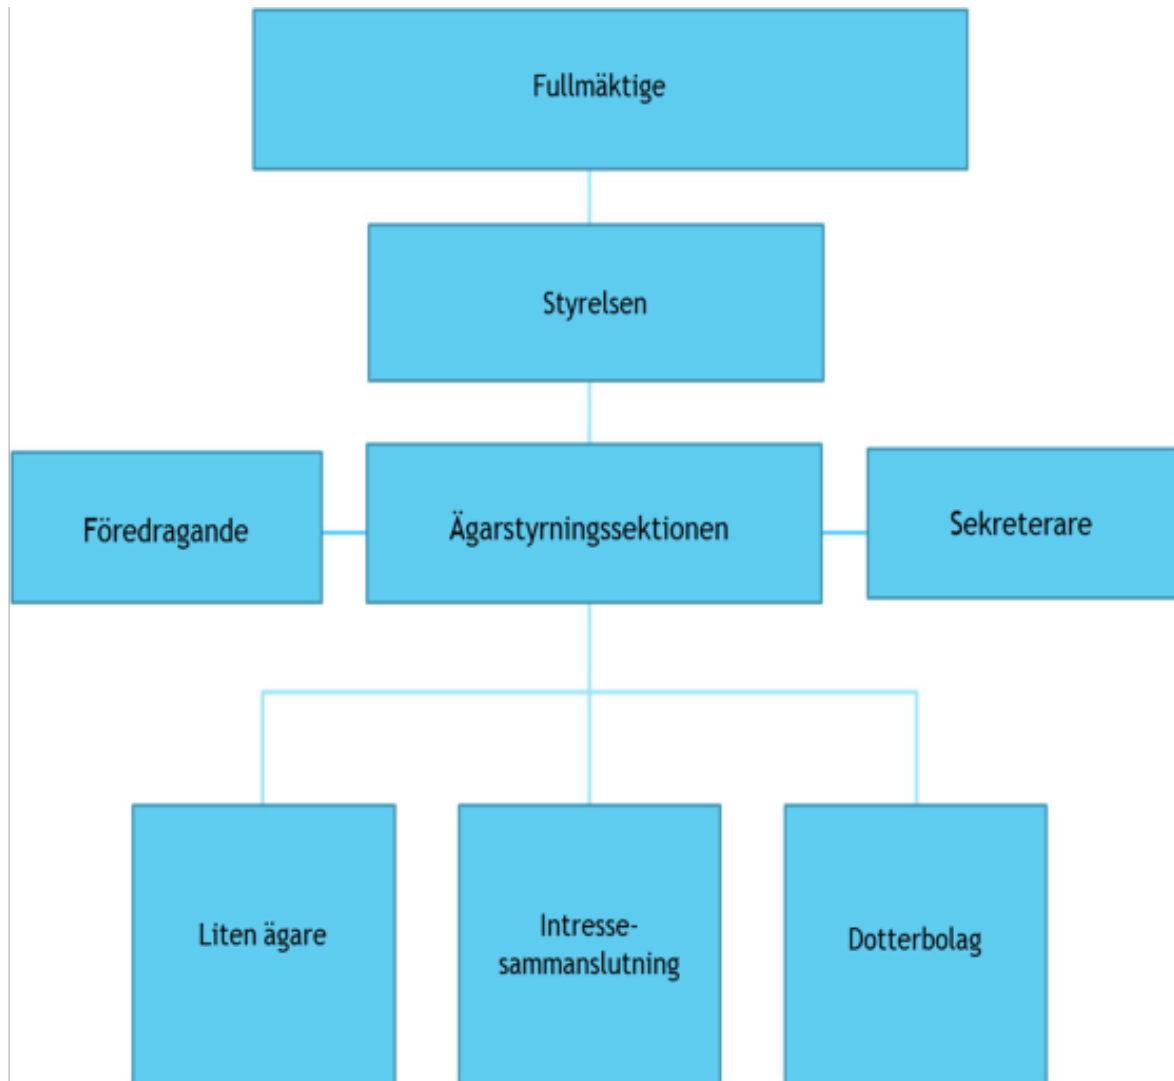 Fullmäktige
Styrelsen
Föredragande
Ägarstyrningssektionen
Sekreterare
Liten ägare
Intresse-
sammanslutning
Dotterbolag